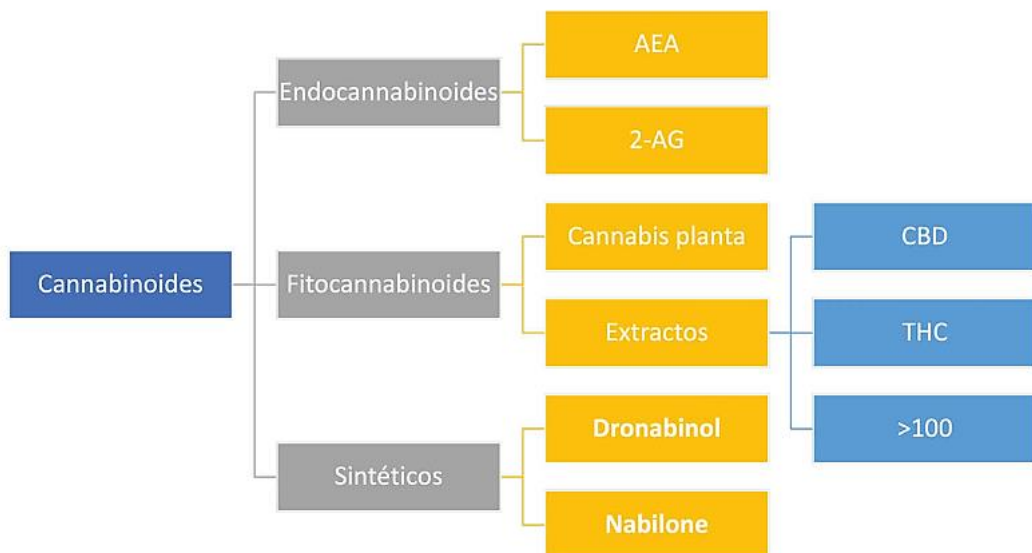 Cannabinoides
Endocannabinoides
AEA
2-AG
Fitocannabinoides
Cannabis planta
Extractos
CBD
THC
>100
Sintéticos
Dronabinol
Nabilone